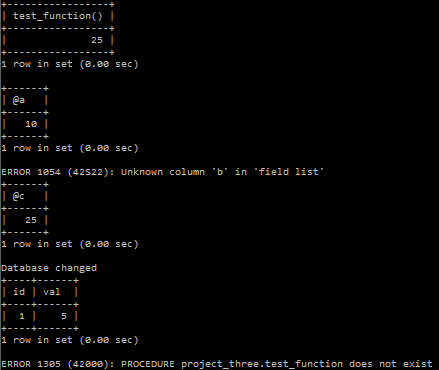 +-----------------+
| test_function() |
+-----------------+
|              25 |
+-----------------+
1 row in set (0.00 sec)

+------+
| @a   |
+------+
|   10 |
+------+
1 row in set (0.00 sec)

ERROR 1054 (42S22): Unknown column 'b' in 'field list'
+------+
| @c   |
+------+
|   25 |
+------+
1 row in set (0.00 sec)

Database changed
+----+------+
| id | val  |
+----+------+
|  1 |    5 |
+----+------+
1 row in set (0.00 sec)

ERROR 1305 (42000): PROCEDURE project_three.test_function does not exist